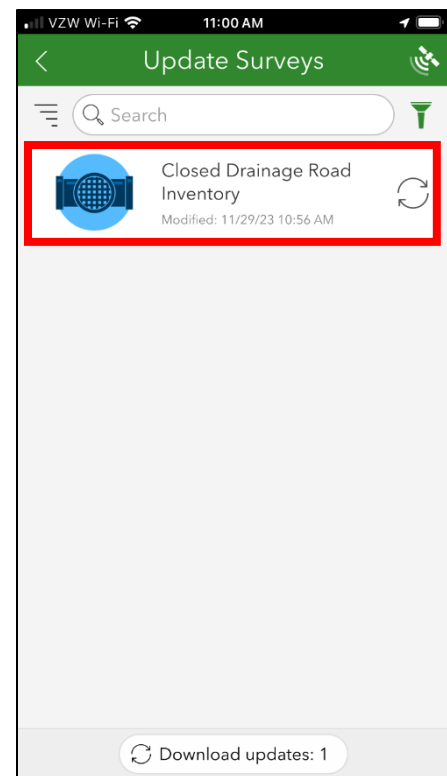 VZW Wi-Fi 11:00 AM
Update Surveys
Search
Closed Drainage Road
Inventory
Modified: 11/29/23 10:56 AM
Download updates: 1